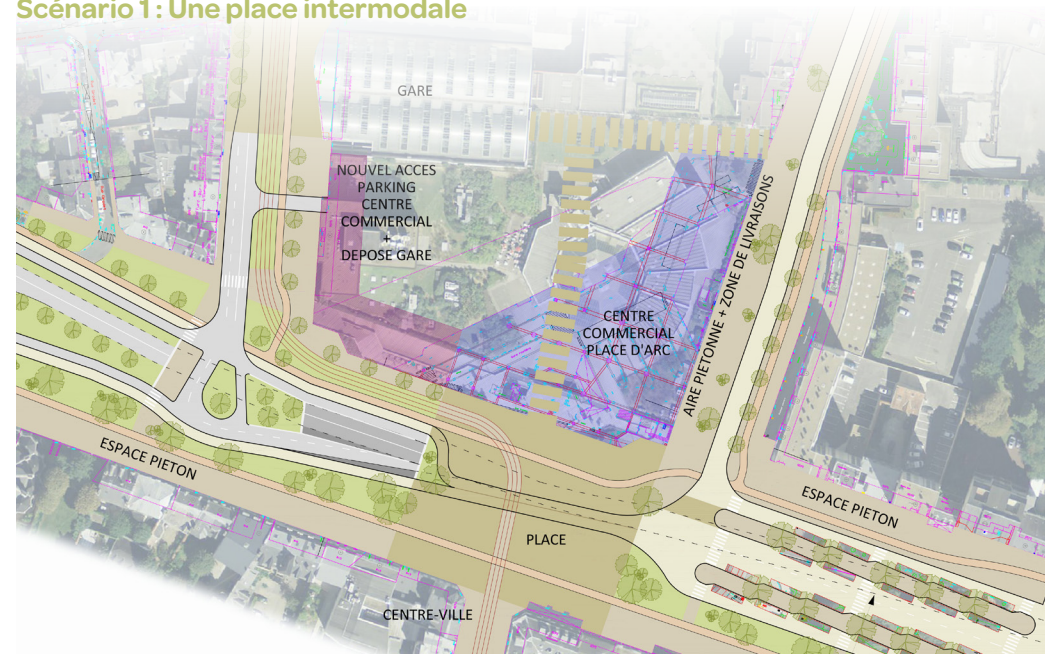 Scénario 1 : Une place intermodale
GARE
NOUVEL ACCES
PARKING
CENTRE
COMMERCIAL
+
DEPOSE GARE
CENTRE
COMMERCIAL
PLACE D'ARC
AIRE PIETONNE + ZONE DE LIVRAISONS
ESPACE PIETON
ESPACE PIETON
PLACE
CENTRE-VILLE